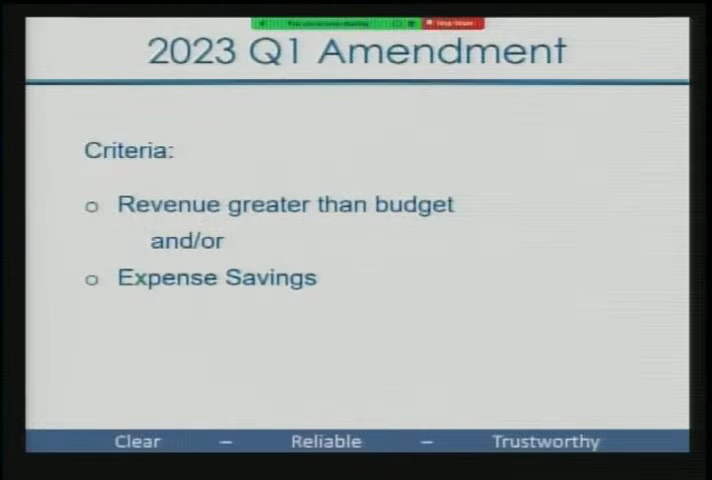 2023 Q1 Amendment
Criteria:
o Revenue greater than budget
and/or
o Expense Savings
Clear – Reliable – Trustworthy